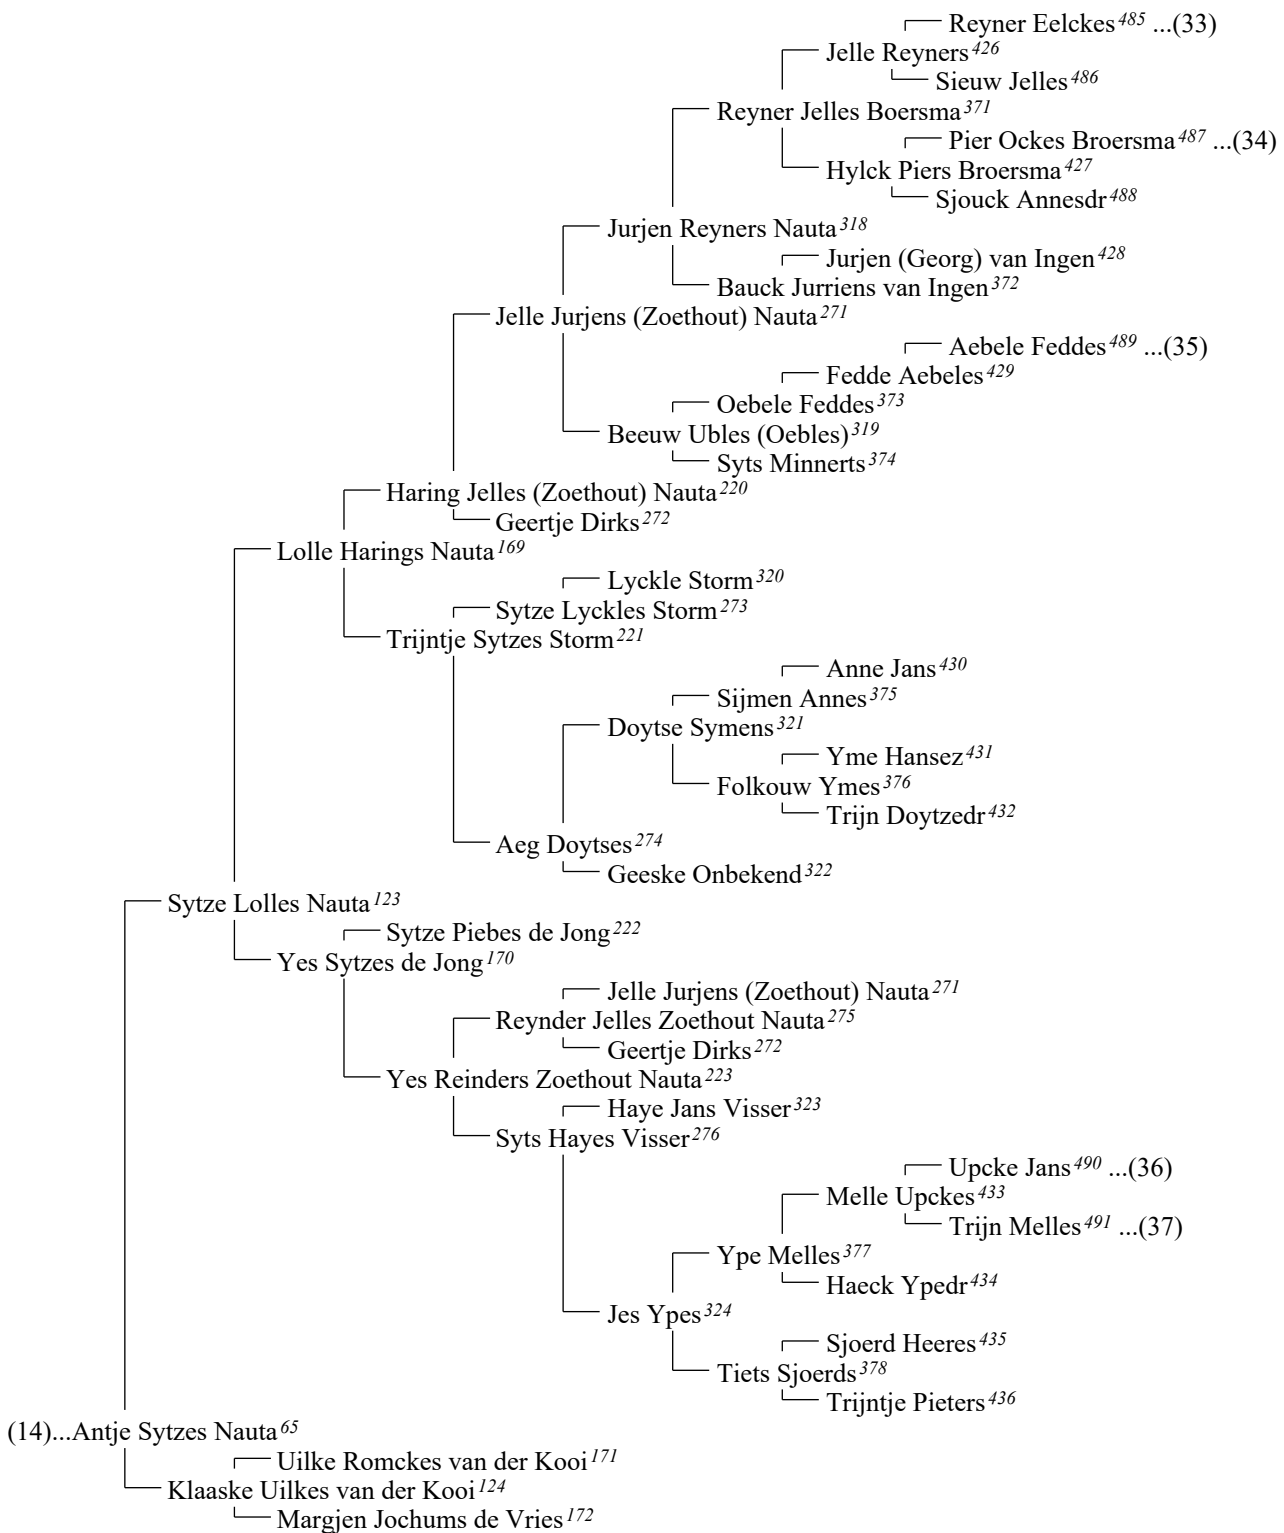 Reyner Eelckes485 ...(33)
Jelle Reyners426
Sieuw Jelles486
Reyner Jelles Boersma371
Pier Ockes Broersma487 ...(34)
Hylck Piers Broersma427
Sjouck Annesdr488
Jurjen Reyners Nauta318
Jurjen (Georg) van Ingen428
Bauck Jurriens van Ingen372
Jelle Jurjens (Zoethout) Nauta271
Aebele Feddes489 ...(35)
Fedde Aebeles429
Oebele Feddes373
Beeuw Ubles (Oebles)319
Syts Minnerts374
Haring Jelles (Zoethout) Nauta220
Geertje Dirks272
Lolle Harings Nauta169
Lyckle Storm320
Sytze Lyckles Storm273
Trijntje Sytzes Storm221
Anne Jans430
Sijmen Annes375
Doytse Symens321
Yme Hansez431
Folkouw Ymes376
Trijn Doytzedr432
Aeg Doytses274
Geeske Onbekend322
Sytze Lolles Nauta123
Sytze Piebes de Jong222
Yes Sytzes de Jong170
Jelle Jurjens (Zoethout) Nauta271
Reynder Jelles Zoethout Nauta275
Geertje Dirks272
Yes Reinders Zoethout Nauta223
Haye Jans Visser323
Syts Hayes Visser276
Upcke Jans490 ...(36)
Melle Upckes433
Trijn Melles491 ...(37)
Ype Melles377
Haeck Ypedr434
Jes Ypes324
Sjoerd Heeres435
Tiets Sjoerds378
Trijntje Pieters436
(14)...Antje Sytzes Nauta65
Uilke Romckes van der Kooi171
Klaaske Uilkes van der Kooi124
Margjen Jochums de Vries172